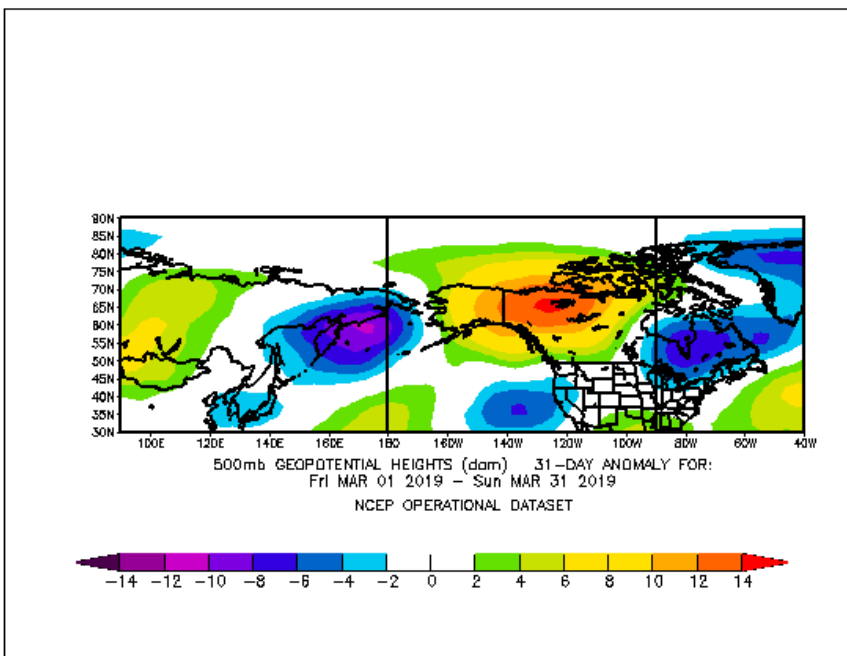 90N
85N
80N
75N
70N
65N
60N
55N
50N
45N
40N
35N
30N
100E 120E 140E 160E 180 160W 140W 120W 100W 80W 60W 40W
500mb GEOPOTENTIAL HEIGHTS (dam) 31-DAY ANOMALY FOR:
Fri MAR 01 2019 – Sun MAR 31 2019
NCEP OPERATIONAL DATASET
-14 -12 -10 -8 -6 -4 -2 0 2 4 6 8 10 12 14